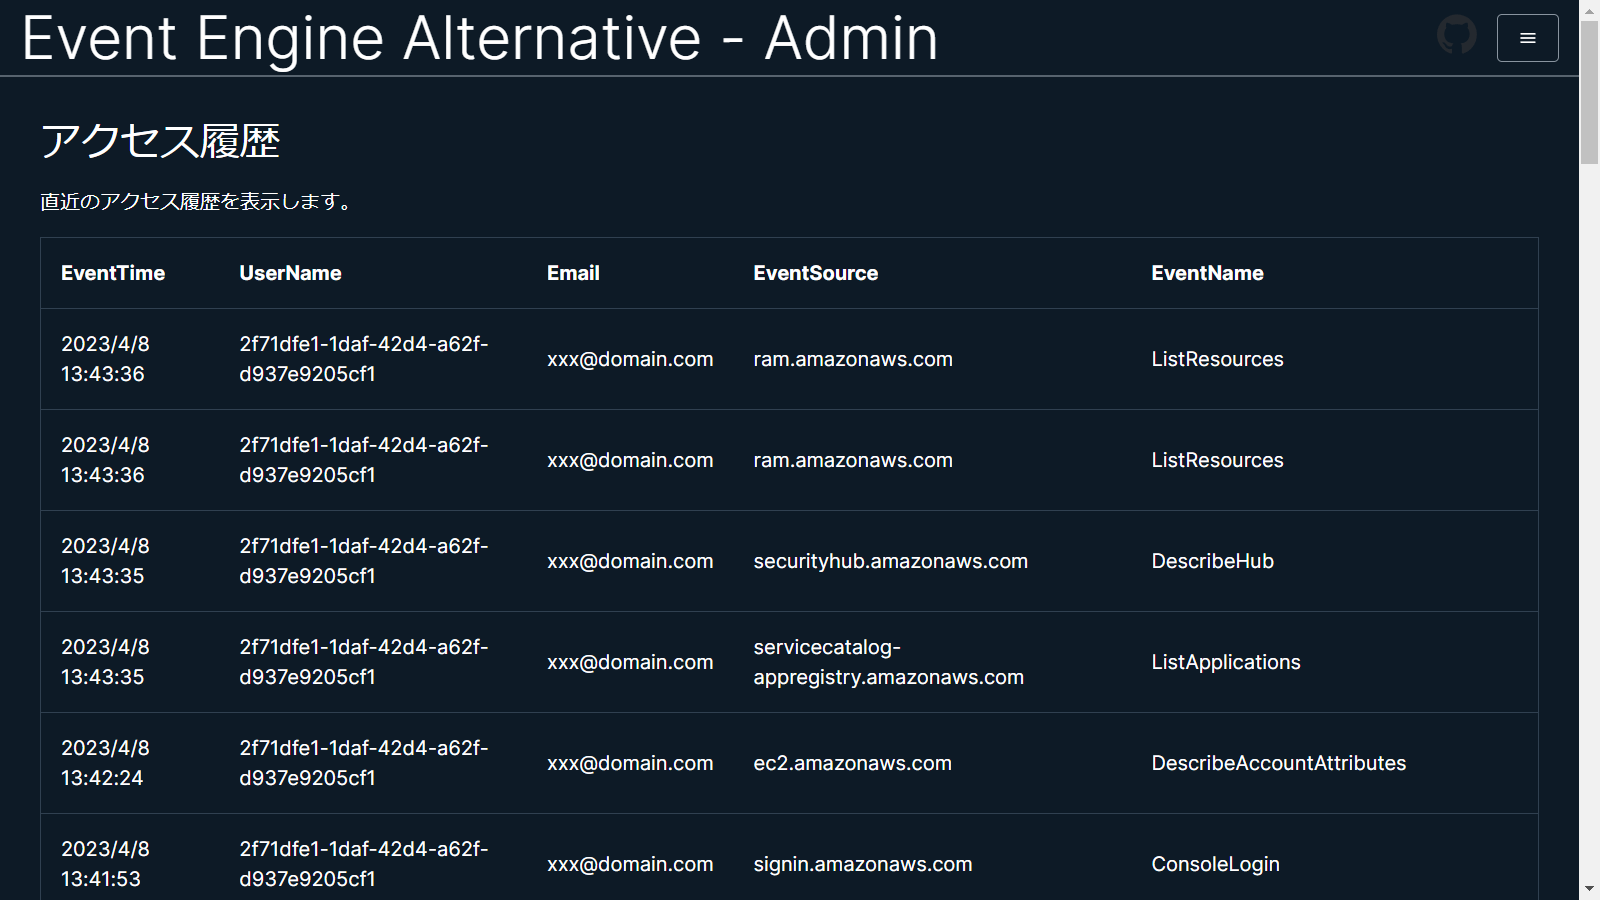 Event Engine Alternative - Admin
アクセス履歴
直近のアクセス履歴を表示します。
EventTime UserName Email EventSource EventName
2023/4/8 13:43:36 2f71dfe1-1daf-42d4-a62f-d937e9205cf1 xxx@domain.com ram.amazonaws.com ListResources
2023/4/8 13:43:36 2f71dfe1-1daf-42d4-a62f-d937e9205cf1 xxx@domain.com ram.amazonaws.com ListResources
2023/4/8 13:43:35 2f71dfe1-1daf-42d4-a62f-d937e9205cf1 xxx@domain.com securityhub.amazonaws.com DescribeHub
2023/4/8 13:43:35 2f71dfe1-1daf-42d4-a62f-d937e9205cf1 xxx@domain.com servicecatalog-appregistry.amazonaws.com ListApplications
2023/4/8 13:42:24 2f71dfe1-1daf-42d4-a62f-d937e9205cf1 xxx@domain.com ec2.amazonaws.com DescribeAccountAttributes
2023/4/8 13:41:53 2f71dfe1-1daf-42d4-a62f-d937e9205cf1 xxx@domain.com signin.amazonaws.com ConsoleLogin